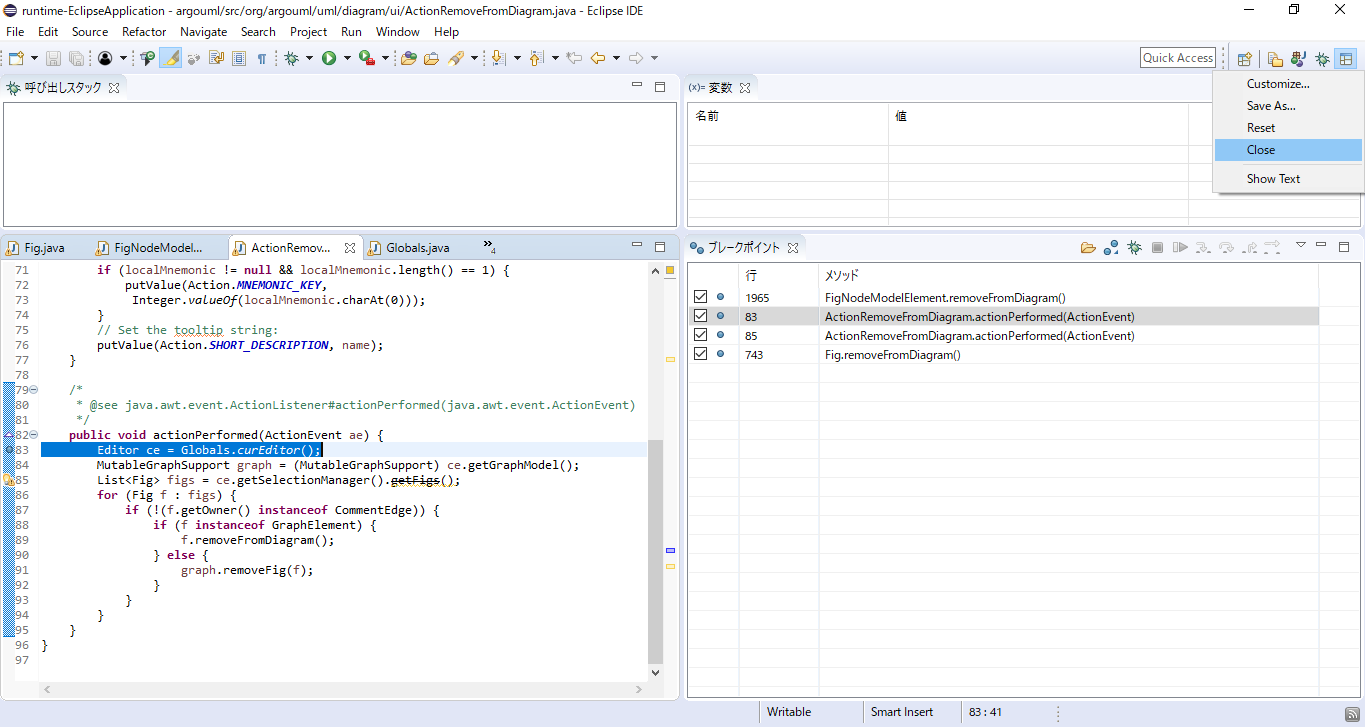 runtime-EclipseApplication - argouml/src/org/argouml/uml/diagram/ui/ActionRemoveFromDiagram.java - Eclipse IDE
File Edit Source Refactor Navigate Search Project Run Window Help
Quick Access
Customize...
Save As...
Reset
Close
Show Text
呼び出しスタック
(x)= 変数
名前 値
Fig.java FigNodeModel... ActionRemov... Globals.java »4
71 if (localMnemonic != null && localMnemonic.length() == 1) {
72 putValue(Action.MNEMONIC_KEY,
73 Integer.valueOf(localMnemonic.charAt(0)));
74 }
75 // Set the tooltip string:
76 putValue(Action.SHORT_DESCRIPTION, name);
77 }
78
79 /*
80 * @see java.awt.event.ActionListener#actionPerformed(java.awt.event.ActionEvent)
81 */
82 public void actionPerformed(ActionEvent ae) {
83 Editor ce = Globals.curEditor();
84 MutableGraphSupport graph = (MutableGraphSupport) ce.getGraphModel();
85 List<Fig> figs = ce.getSelectionManager().getFigs();
86 for (Fig f : figs) {
87 if (!(f.getOwner() instanceof CommentEdge)) {
88 if (f instanceof GraphElement) {
89 f.removeFromDiagram();
90 } else {
91 graph.removeFig(f);
92 }
93 }
94 }
95 }
96 }
97
ブレークポイント
行 メソッド
1965 FigNodeModelElement.removeFromDiagram()
83 ActionRemoveFromDiagram.actionPerformed(ActionEvent)
85 ActionRemoveFromDiagram.actionPerformed(ActionEvent)
743 Fig.removeFromDiagram()
Writable Smart Insert 83 : 41